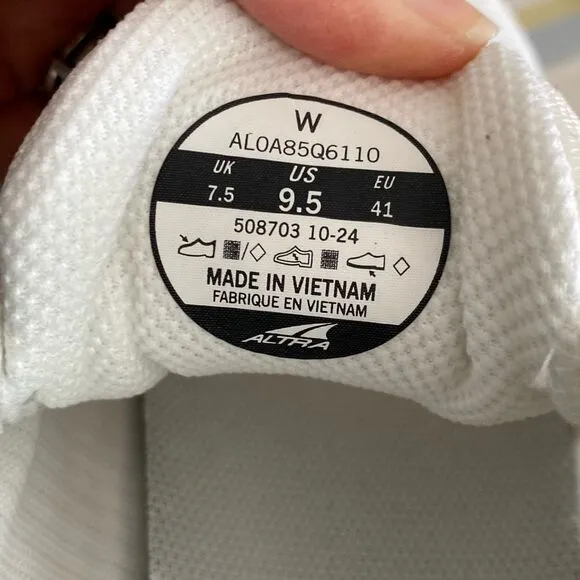 W
AL0A85Q6110
UK US EU
7.5 9.5 41
508703 10-24
MADE IN VIETNAM
FABRIQUE EN VIETNAM
ALTRA